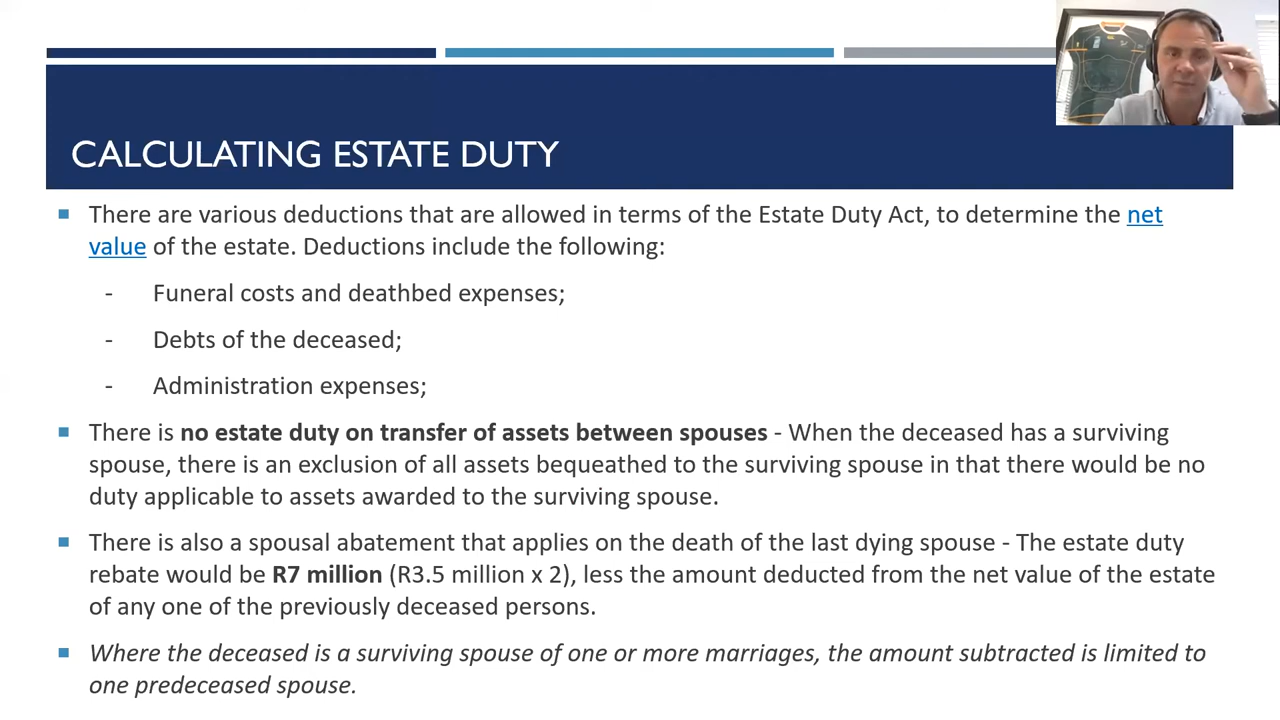 CALCULATING ESTATE DUTY
There are various deductions that are allowed in terms of the Estate Duty Act, to determine the net
value of the estate. Deductions include the following:
- Funeral costs and deathbed expenses;
- Debts of the deceased;
- Administration expenses;
There is no estate duty on transfer of assets between spouses - When the deceased has a surviving
spouse, there is an exclusion of all assets bequeathed to the surviving spouse in that there would be no
duty applicable to assets awarded to the surviving spouse.
There is also a spousal abatement that applies on the death of the last dying spouse - The estate duty
rebate would be R7 million (R3.5 million x 2), less the amount deducted from the net value of the estate
of any one of the previously deceased persons.
Where the deceased is a surviving spouse of one or more marriages, the amount subtracted is limited to
one predeceased spouse.